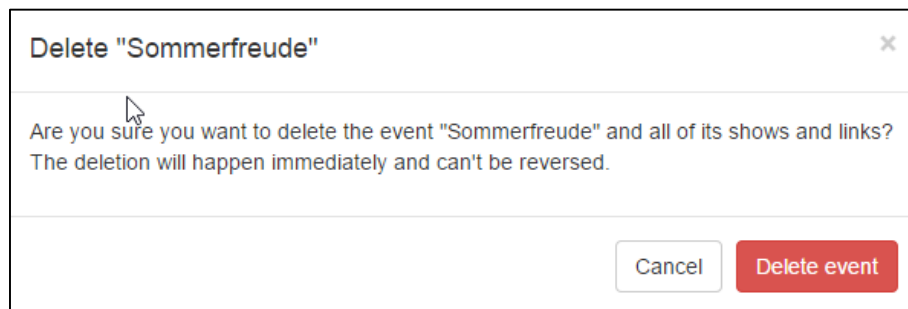 Delete "Sommerfreude"
×
Are you sure you want to delete the event "Sommerfreude" and all of its shows and links?
The deletion will happen immediately and can't be reversed.
Cancel
Delete event